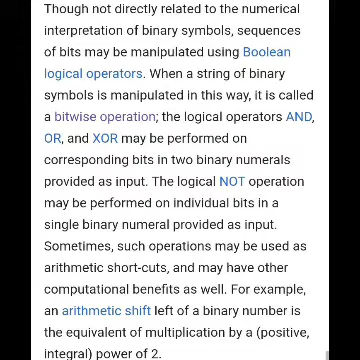 Though not directly related to the numerical
interpretation of binary symbols, sequences
of bits may be manipulated using Boolean
logical operators. When a string of binary
symbols is manipulated in this way, it is called
a bitwise operation; the logical operators AND,
OR, and XOR may be performed on
corresponding bits in two binary numerals
provided as input. The logical NOT operation
may be performed on individual bits in a
single binary numeral provided as input.
Sometimes, such operations may be used as
arithmetic short-cuts, and may have other
computational benefits as well. For example,
an arithmetic shift left of a binary number is
the equivalent of multiplication by a (positive,
integral) power of 2.